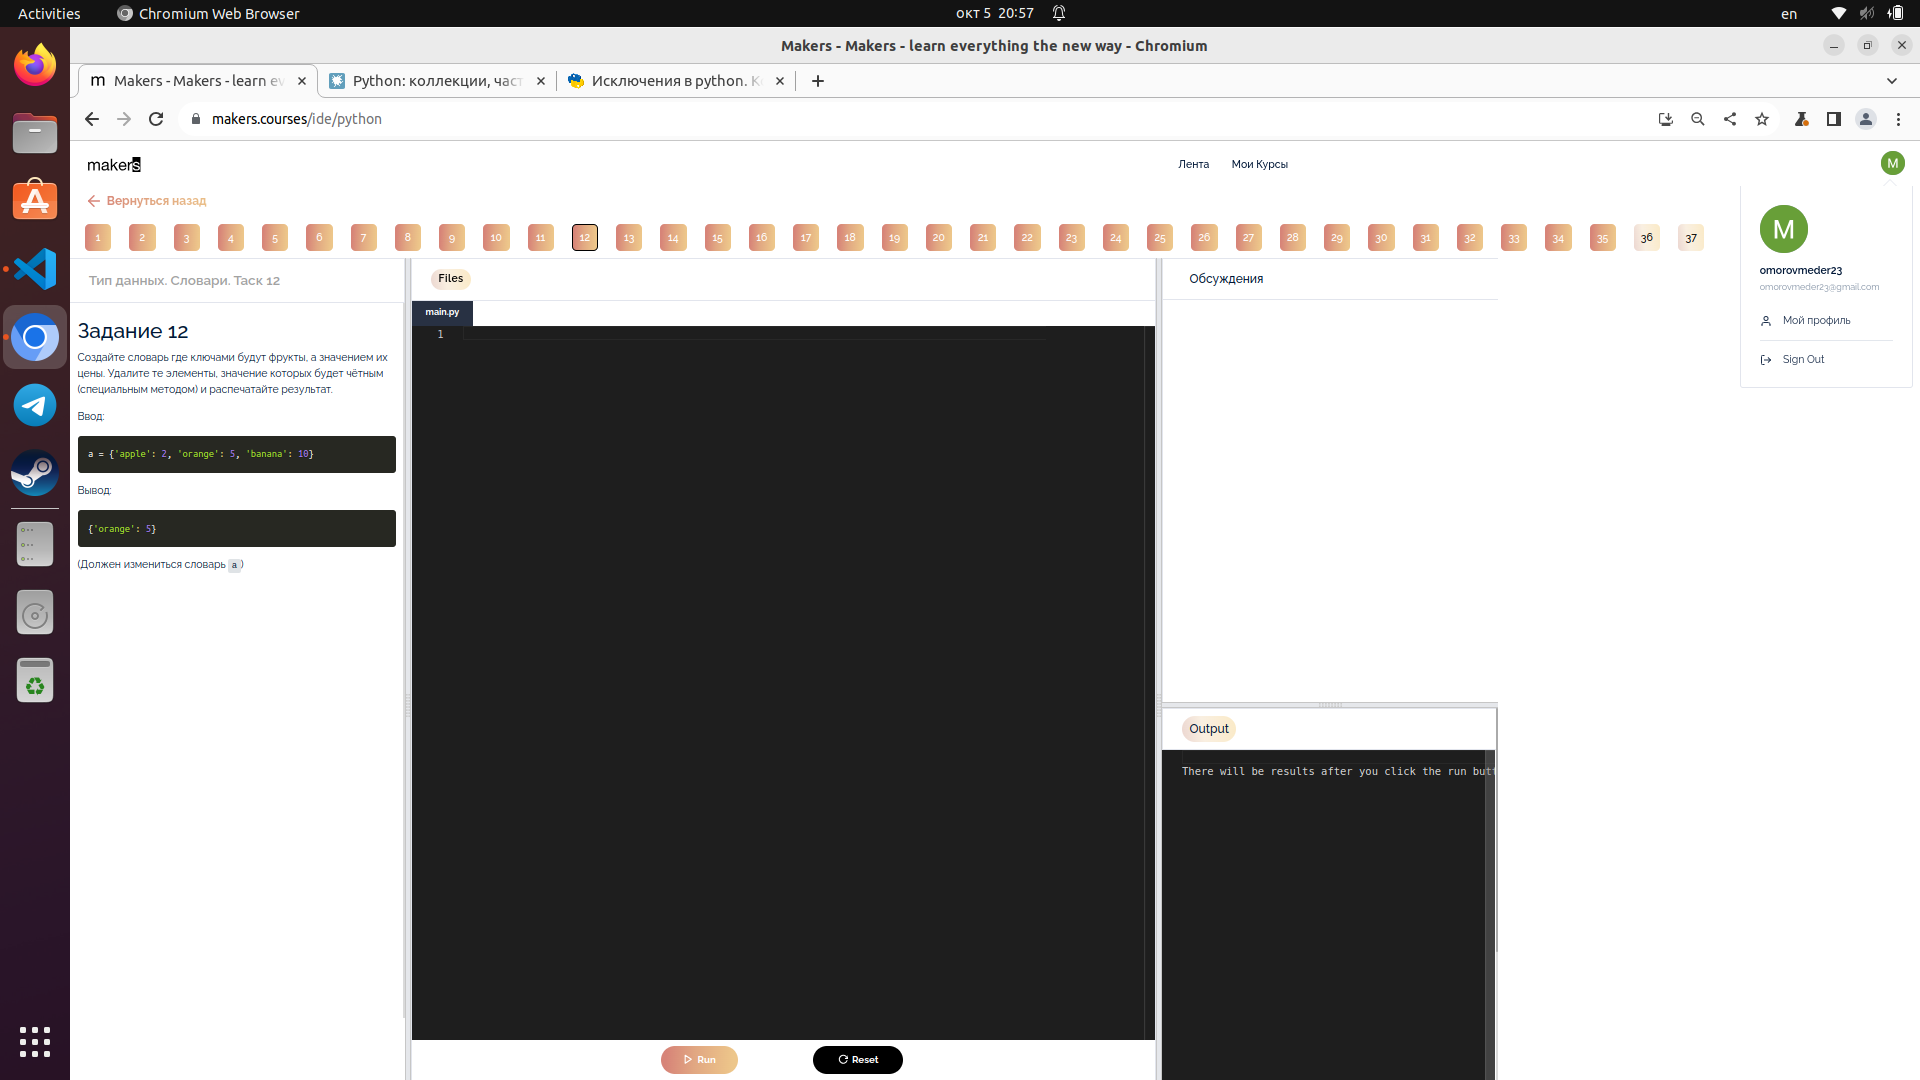 Activities
Chromium Web Browser
окт 5 20:57
en
Makers - Makers - learn everything the new way - Chromium
Makers - Makers - learn ev
Python: коллекции, част
Исключения в python. К
makers.courses/ide/python
makers
Лента
Мои Курсы
M
Вернуться назад
1 2 3 4 5 6 7 8 9 10 11 12 13 14 15 16 17 18 19 20 21 22 23 24 25 26 27 28 29 30 31 32 33 34 35 36 37
M
omorovmeder23
omorovmeder23@gmail.com
Мой профиль
Sign Out
Тип данных. Словари. Таск 12
Files
Обсуждения
main.py
1
Задание 12
Создайте словарь где ключами будут фрукты, а значением их
цены. Удалите те элементы, значение которых будет чётным
(специальным методом) и распечатайте результат.
Ввод:
a = {'apple': 2, 'orange': 5, 'banana': 10}
Вывод:
{'orange': 5}
(Должен измениться словарь a)
Output
There will be results after you click the run butt
Run
Reset